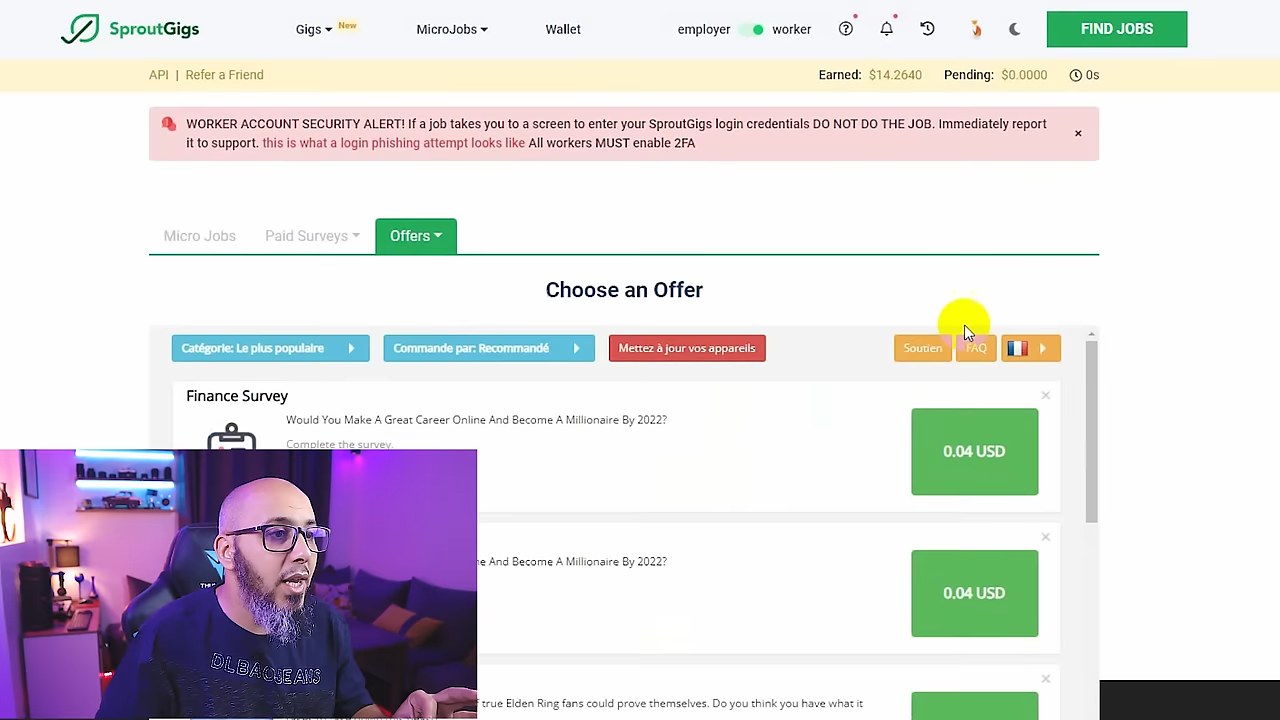 SproutGigs
Gigs New
MicroJobs
Wallet
employer worker
FIND JOBS
API | Refer a Friend
Earned: $14.2640 Pending: $0.0000 0s
WORKER ACCOUNT SECURITY ALERT! If a job takes you to a screen to enter your SproutGigs login credentials DO NOT DO THE JOB. Immediately report
it to support. this is what a login phishing attempt looks like All workers MUST enable 2FA
×
Micro Jobs Paid Surveys Offers
Choose an Offer
Catégorie: Le plus populaire
Commande par: Recommandé
Mettez à jour vos appareils
Soutien
FAQ
Finance Survey
Would You Make A Great Career Online And Become A Millionaire By 2022?
Complete the survey.
0.04 USD
ne And Become A Millionaire By 2022?
0.04 USD
f true Elden Ring fans could prove themselves. Do you think you have what it
DLBAC JEANS